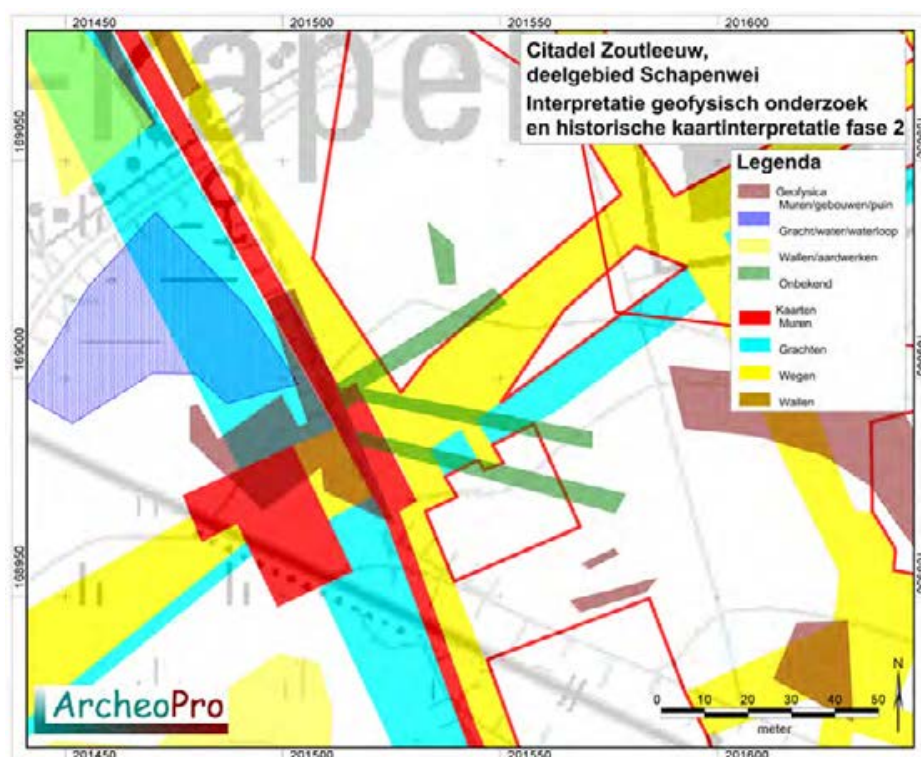 201450 201500 201550 201600
Kapel
Citadel Zoutleeuw,
deelgebied Schapenwei
Interpretatie geofysisch onderzoek
en historische kaartinterpretatie fase 2
Legenda
Geofysica
Muren/gebouwen/puin
Gracht/water/waterloop
Wallen/aardwerken
Onbekend
Kaarten
Muren
Grachten
Wegen
Wallen
169050
169000
168950
ArcheoPro
N
0 10 20 30 40 50
meter
201450 201500 201550 201600